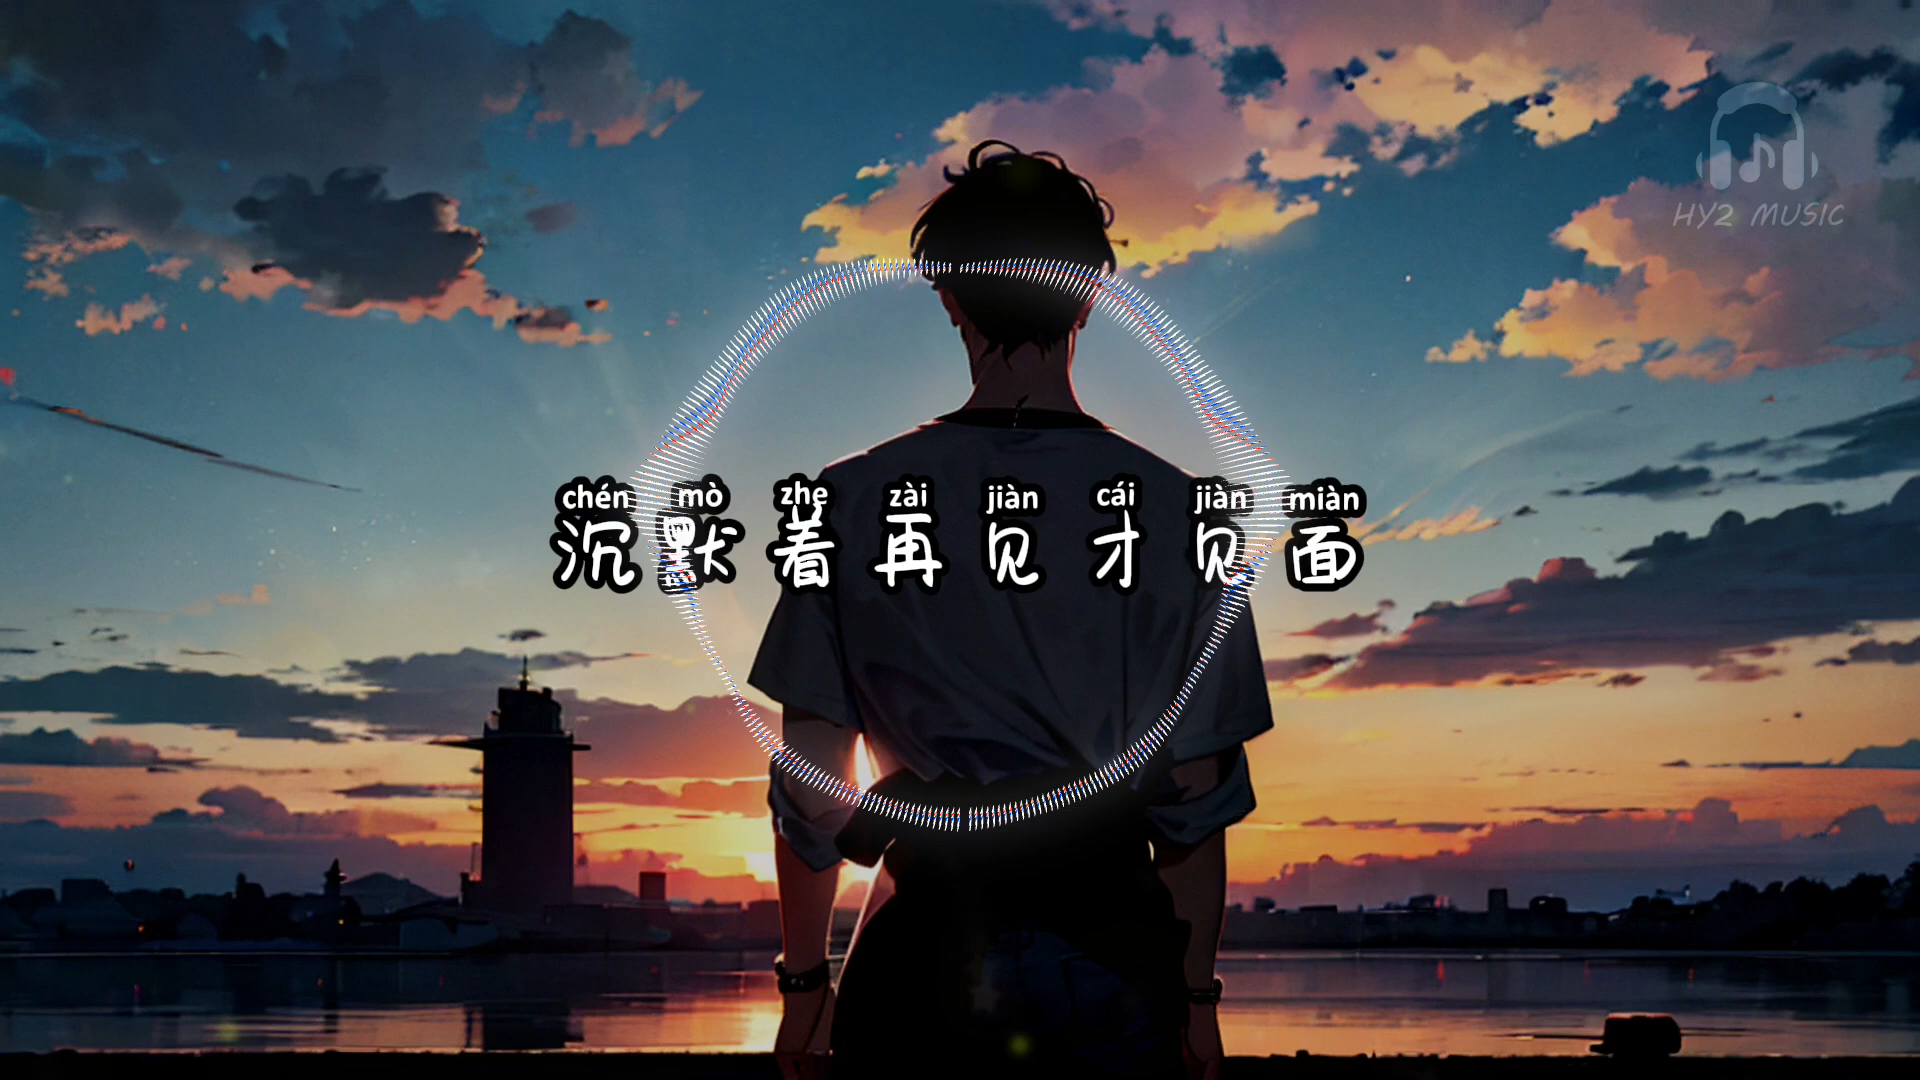 HY2 MUSIC
chén mò zhe zài jiàn cái jiàn miàn
沉默着再见才见面